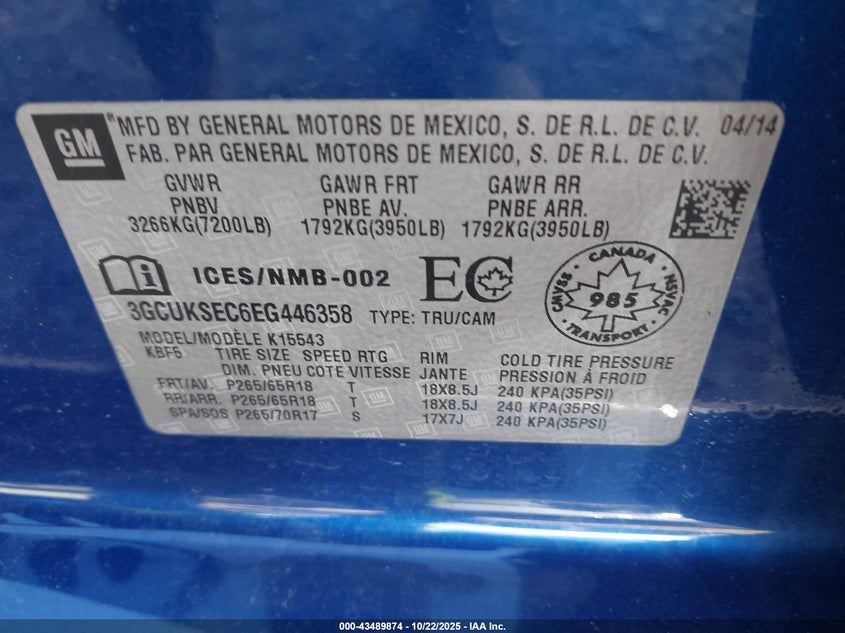 GM ® MFD BY GENERAL MOTORS DE MEXICO, S. DE R.L. DE C.V. 04/14
FAB. PAR GENERAL MOTORS DE MEXICO, S. DE R.L. DE C.V.
GVWR GAWR FRT GAWR RR
PNBV PNBE AV. PNBE ARR.
3266KG(7200LB) 1792KG(3950LB) 1792KG(3950LB)
ICES/NMB-002 EC
CANADA
CMVSS 985 NSVAC
TRANSPORT
3GCUKSEC6EG446358 TYPE: TRU/CAM
MODEL/MODÈLE K15543
KBF5 TIRE SIZE SPEED RTG RIM COLD TIRE PRESSURE
DIM. PNEU COTE VITESSE JANTE PRESSION À FROID
FRT/AV. P265/65R18 T 18X8.5J 240 KPA(35PSI)
RR/ARR. P265/65R18 T 18X8.5J 240 KPA(35PSI)
SPA/SOS P265/70R17 S 17X7J 240 KPA(35PSI)
000-43489874 | 10/22/2025 - IAA Inc.